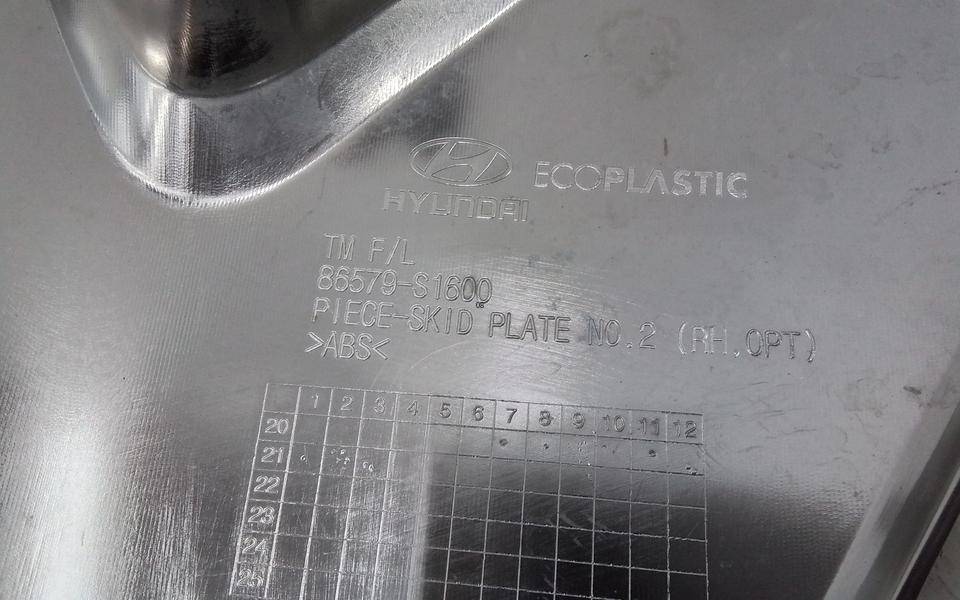 HYUNDAI ECOPLASTIC
TM F/L
86579-S1600
PIECE-SKID PLATE NO.2 (RH.OPT)
>ABS<
1 2 3 4 5 6 7 8 9 10 11 12
20
21
22
23
24
25